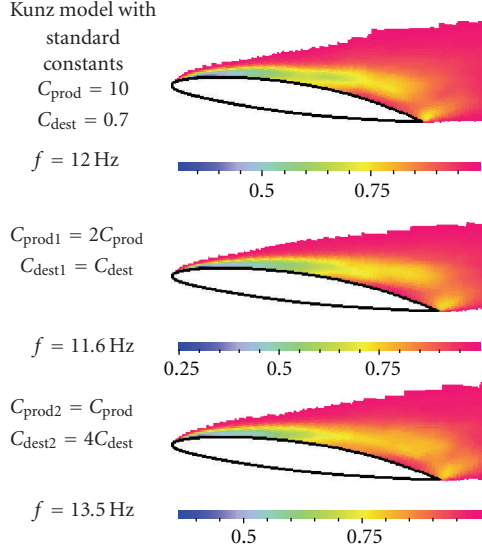 Kunz model with
standard
constants
C_prod = 10
C_dest = 0.7
f = 12 Hz
0.5 0.75
C_prod1 = 2C_prod
C_dest1 = C_dest
f = 11.6 Hz
0.25 0.5 0.75
C_prod2 = C_prod
C_dest2 = 4C_dest
f = 13.5 Hz
0.5 0.75